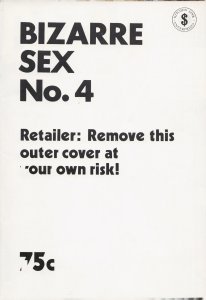 BIZARRE
SEX
No. 4
Retailer: Remove this
outer cover at
our own risk!
75c
$